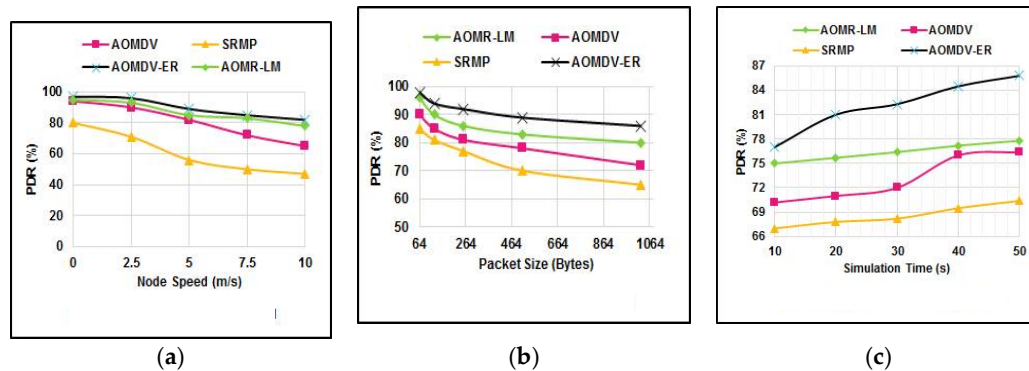 AOMDV SRMP
AOMDV-ER AOMR-LM
100
80
60
40
20
0
PDR (%)
0 2.5 5 7.5 10
Node Speed (m/s)
(a)
AOMR-LM AOMDV
SRMP AOMDV-ER
100
90
80
70
60
50
PDR (%)
64 264 464 664 864 1064
Packet Size (Bytes)
(b)
AOMR-LM AOMDV
SRMP AOMDV-ER
87
84
81
78
75
72
69
66
PDR (%)
10 20 30 40 50
Simulation Time (s)
(c)